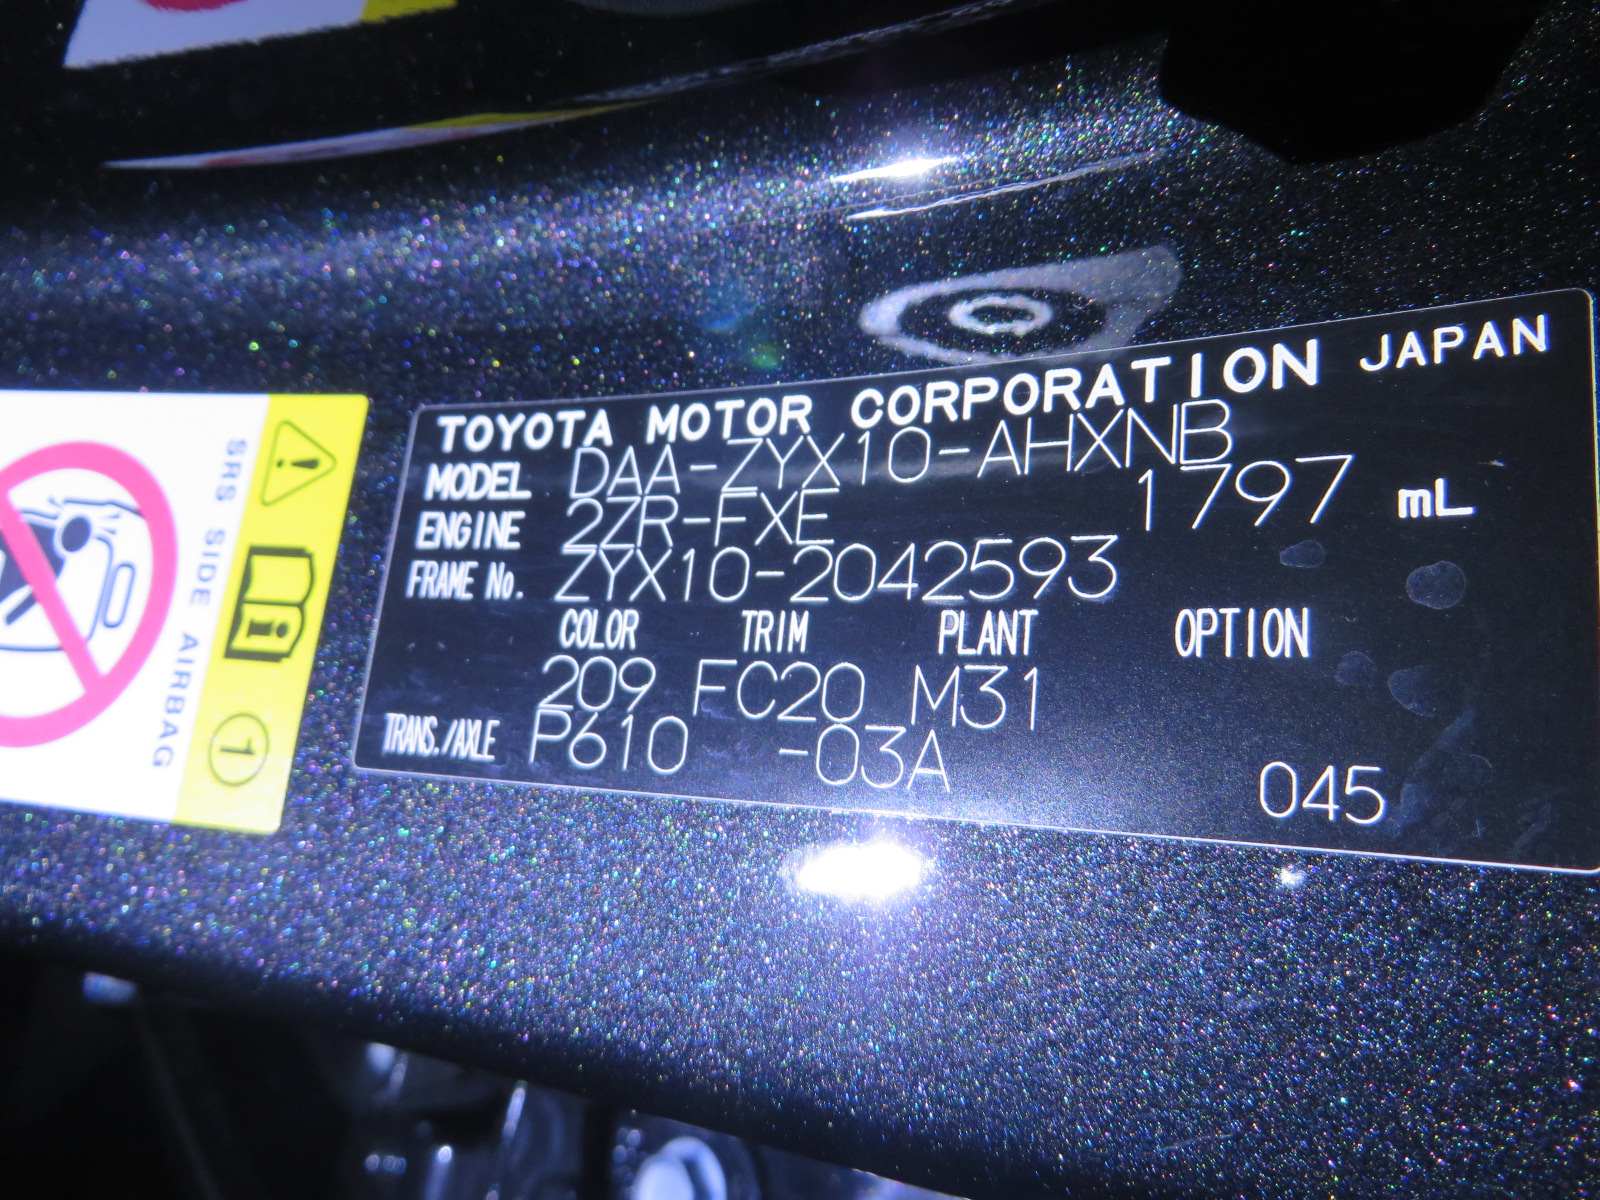 TOYOTA MOTOR CORPORATION JAPAN
MODEL DAA-ZYX10-AHXNB
ENGINE 2ZR-FXE 1797 mL
FRAME No. ZYX10-2042593
COLOR TRIM PLANT OPTION
209 FC20 M31
TRANS./AXLE P610 -03A
045
SRS SIDE AIRBAG
1